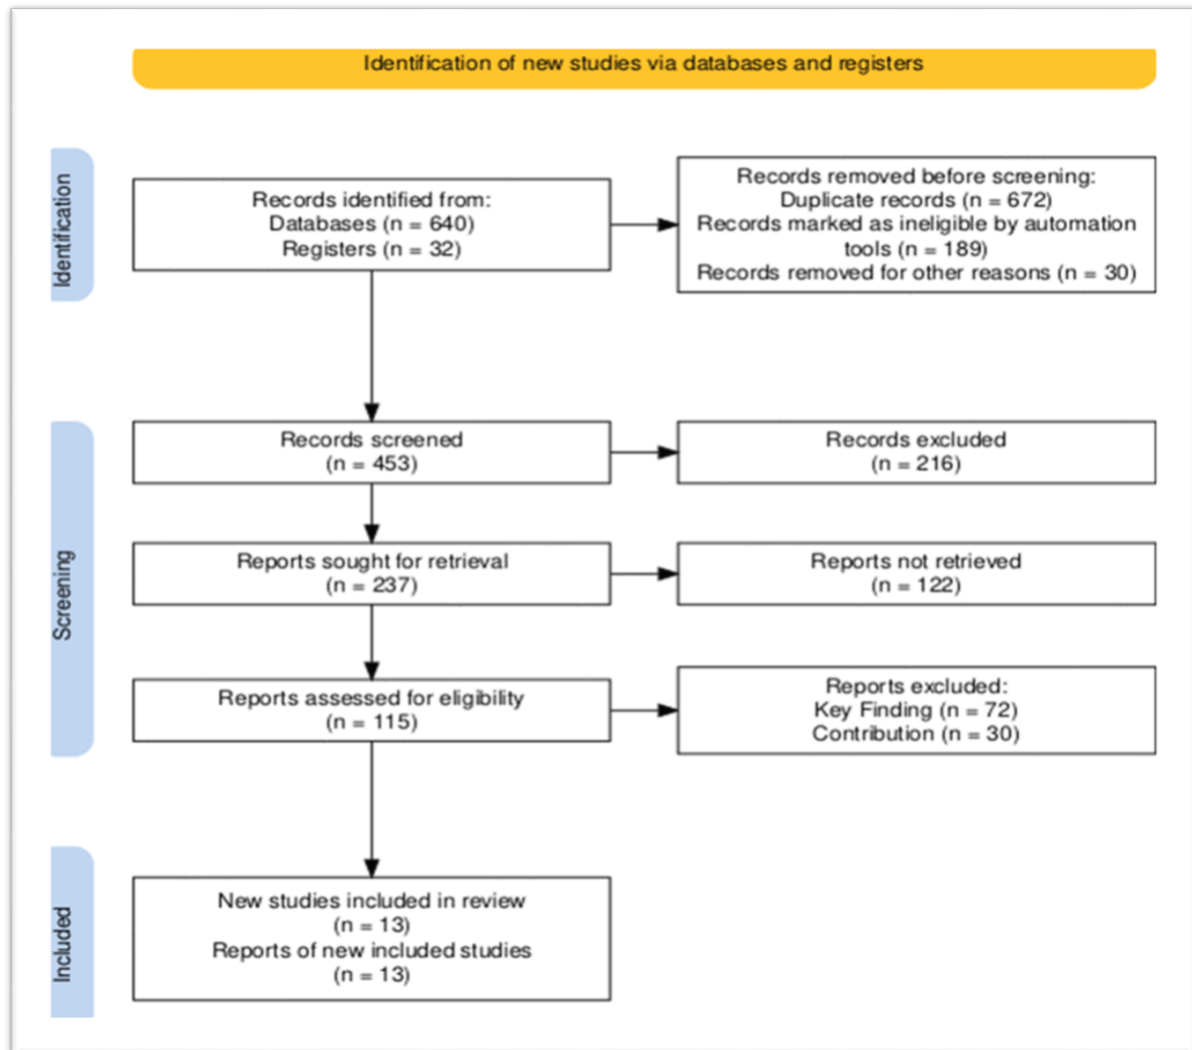 Identification of new studies via databases and registers
Identification
Records identified from:
Databases (n = 640)
Registers (n = 32)
Records removed before screening:
Duplicate records (n = 672)
Records marked as ineligible by automation
tools (n = 189)
Records removed for other reasons (n = 30)
Screening
Records screened
(n = 453)
Records excluded
(n = 216)
Reports sought for retrieval
(n = 237)
Reports not retrieved
(n = 122)
Reports assessed for eligibility
(n = 115)
Reports excluded:
Key Finding (n = 72)
Contribution (n = 30)
Included
New studies included in review
(n = 13)
Reports of new included studies
(n = 13)